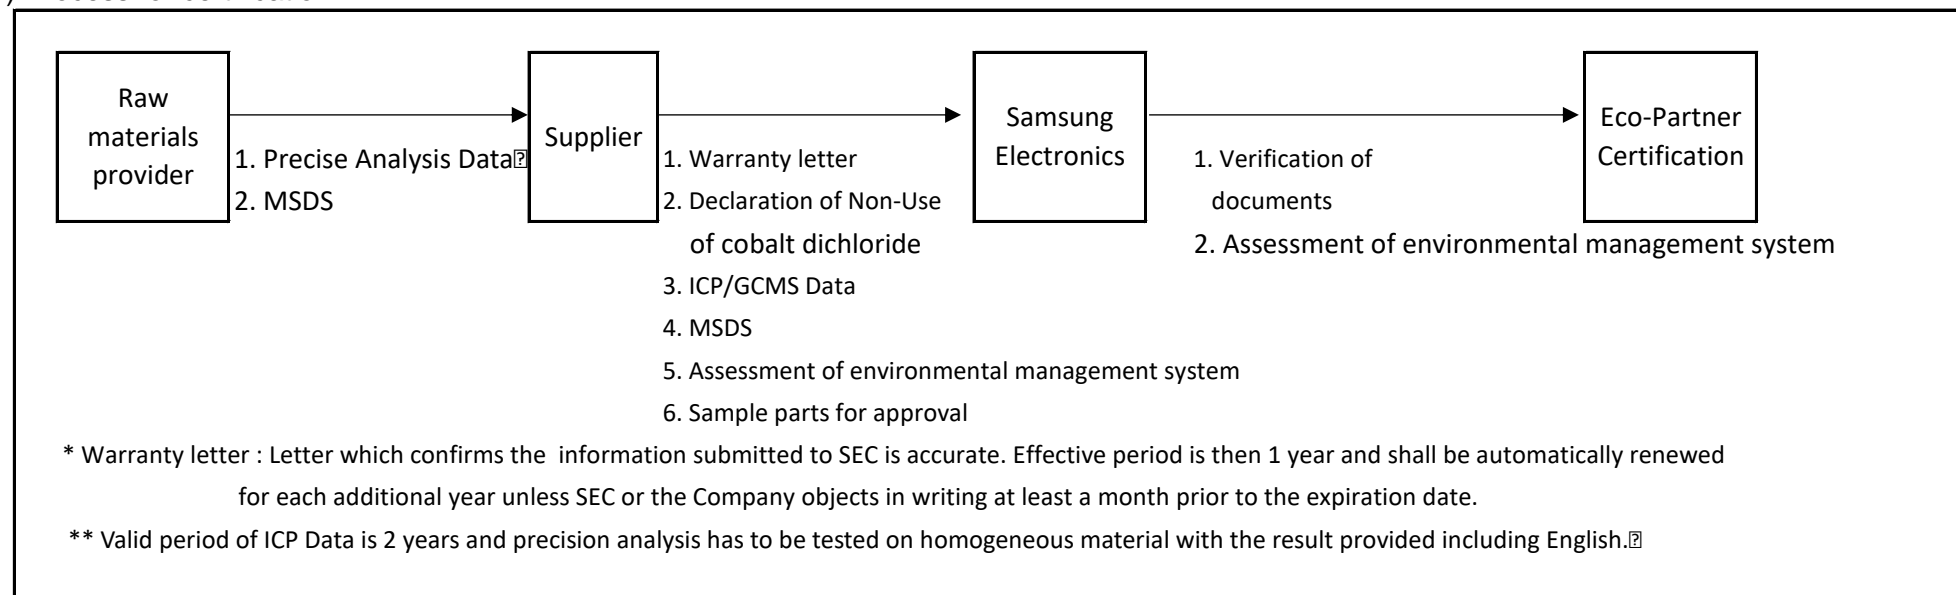 Raw
materials
provider
1. Precise Analysis Data
2. MSDS
Supplier
1. Warranty letter
2. Declaration of Non-Use
of cobalt dichloride
3. ICP/GCMS Data
4. MSDS
5. Assessment of environmental management system
6. Sample parts for approval
Samsung
Electronics
1. Verification of
documents
2. Assessment of environmental management system
Eco-Partner
Certification
* Warranty letter : Letter which confirms the information submitted to SEC is accurate. Effective period is then 1 year and shall be automatically renewed
for each additional year unless SEC or the Company objects in writing at least a month prior to the expiration date.
** Valid period of ICP Data is 2 years and precision analysis has to be tested on homogeneous material with the result provided including English.